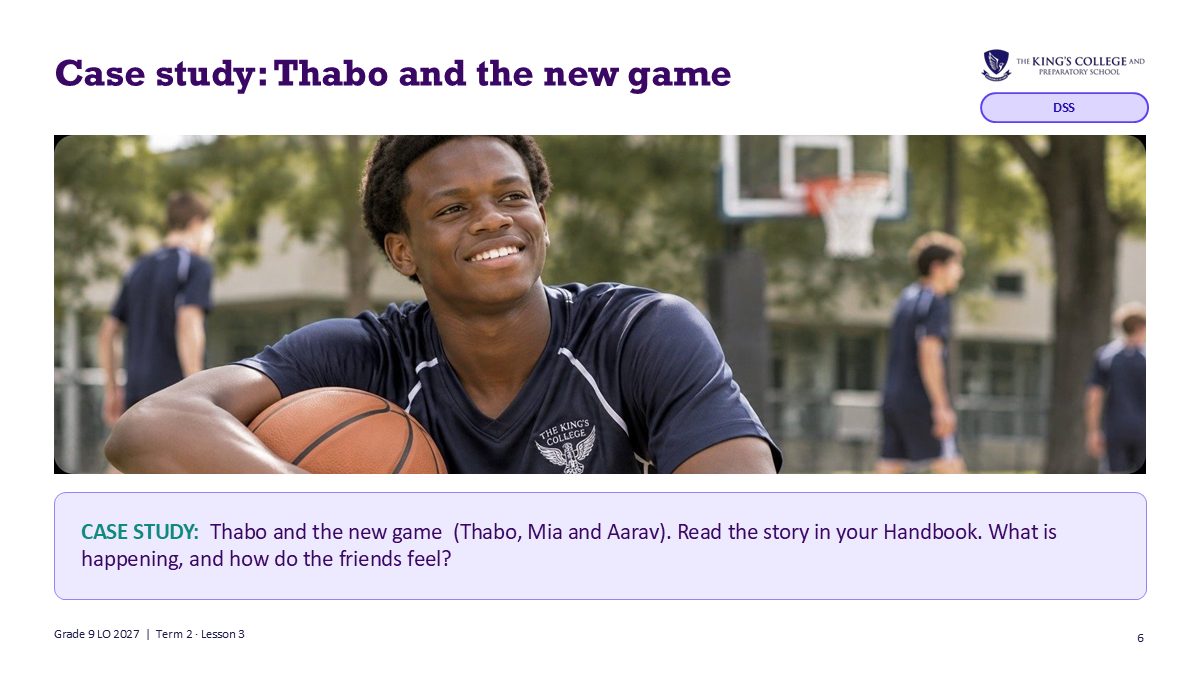 Case study: Thabo and the new game
THE KING'S COLLEGE AND
PREPARATORY SCHOOL
DSS
THE KING'S
COLLEGE
CASE STUDY:  Thabo and the new game  (Thabo, Mia and Aarav). Read the story in your Handbook. What is
happening, and how do the friends feel?
Grade 9 LO 2027 | Term 2 · Lesson 3
6